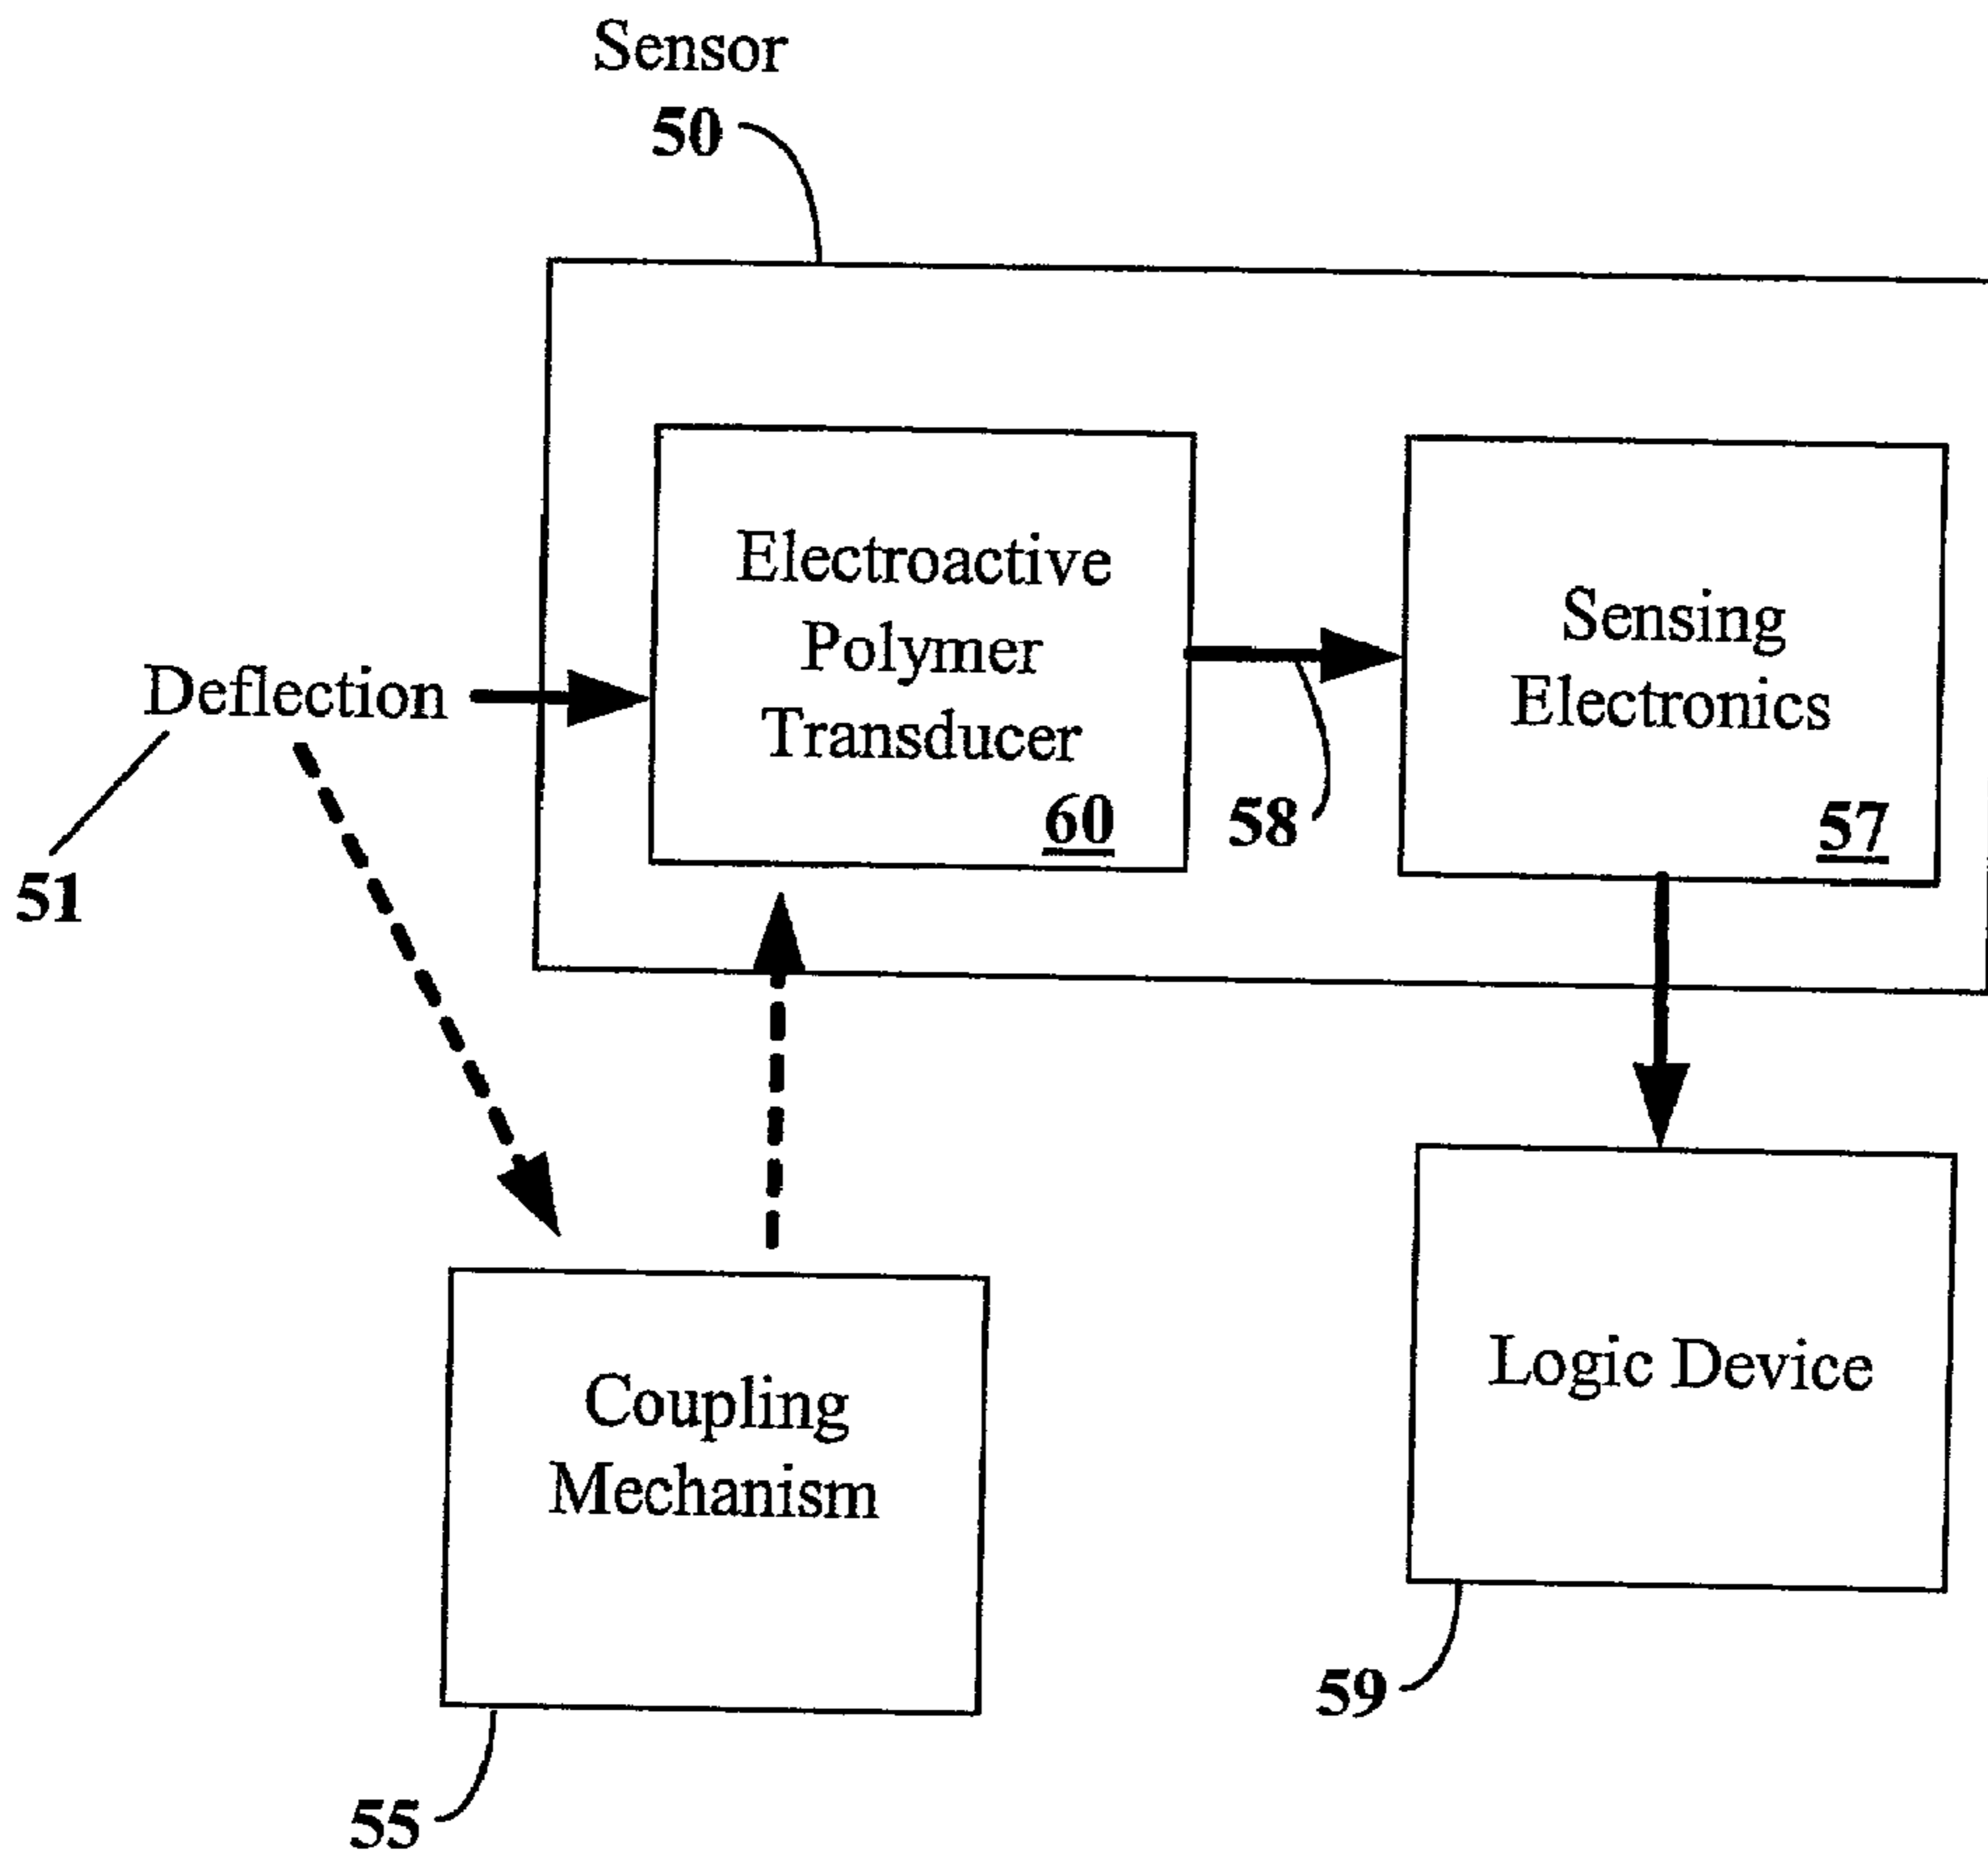 Sensor
50
Electroactive
Polymer
Transducer
60
Sensing
Electronics
57
58
Deflection
51
Coupling
Mechanism
55
Logic Device
59